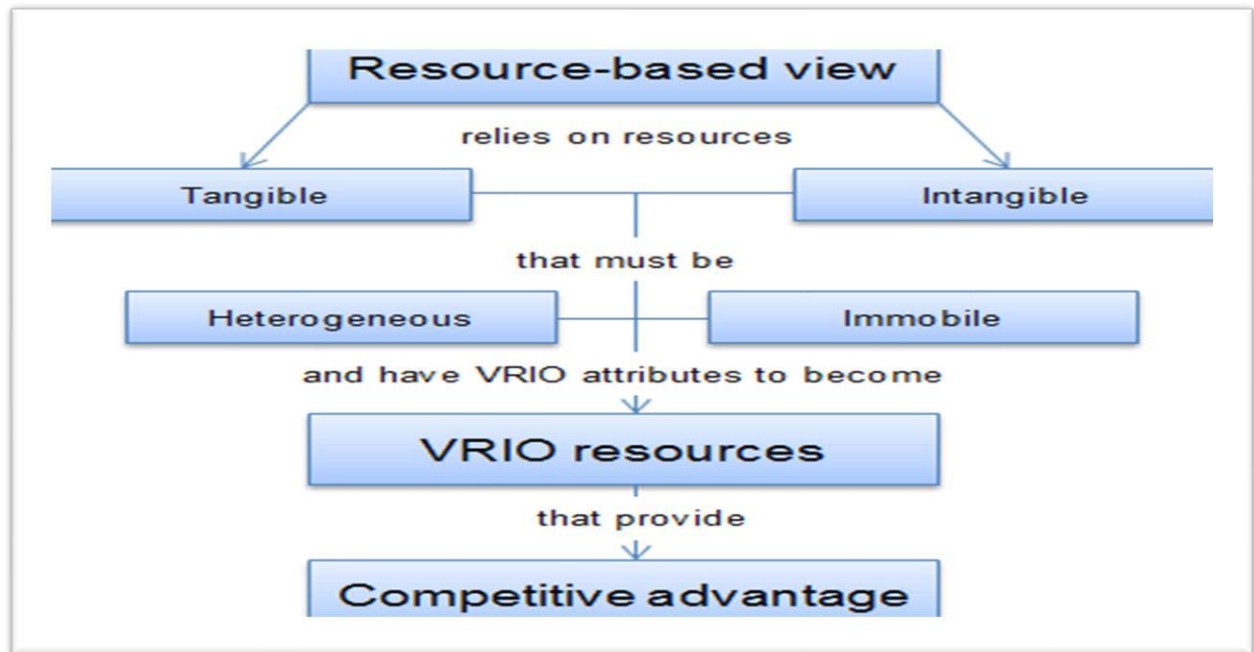 Resource-based view
relies on resources
Tangible
Intangible
that must be
Heterogeneous
Immobile
and have VRIO attributes to become
VRIO resources
that provide
Competitive advantage